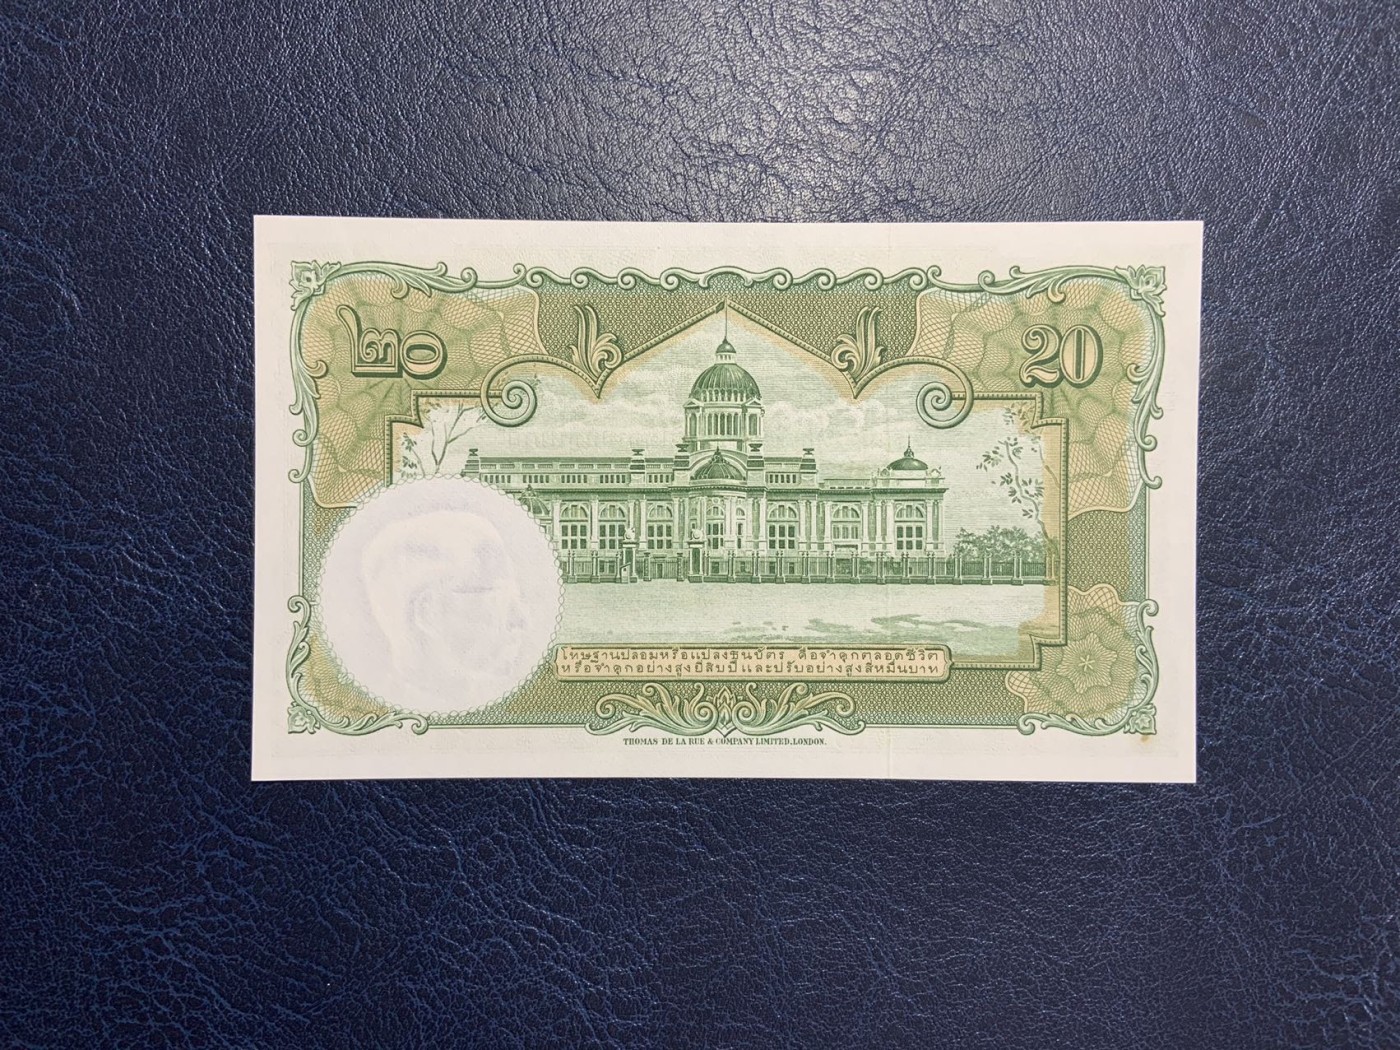 ๒๐
20
โทษฐานปลอมหรือแปลงธนบัตร คือจำคุกตลอดชีวิต
หรือจำคุกอย่างสูงยี่สิบปีและปรับอย่างสูงสี่หมื่นบาท
THOMAS DE LA RUE & COMPANY LIMITED, LONDON.